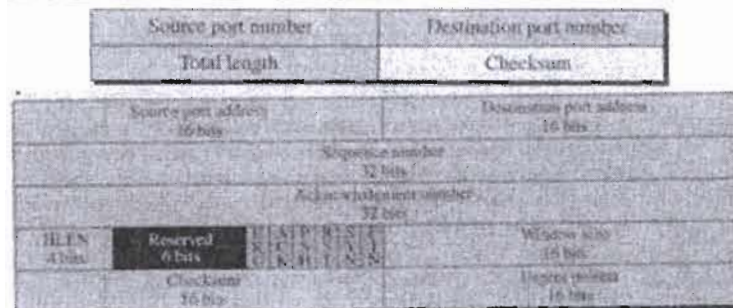 Source port number Destination port number
Total length Checksum
Source port address Destination port address
16 bits 16 bits
Sequence number
32 bits
Acknowledgment number
32 bits
HLEN Reserved U A P R S F Window size
4 bits 6 bits R C S S Y I 16 bits
G K H T N N
Checksum Urgent pointer
16 bits 16 bits